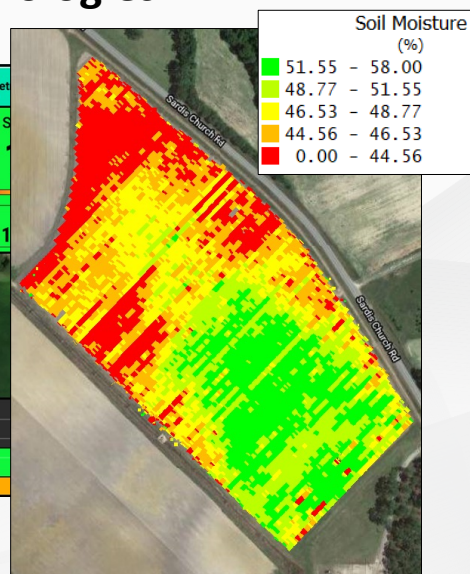 Soil Moisture
(%)
51.55 - 58.00
48.77 - 51.55
46.53 - 48.77
44.56 - 46.53
0.00 - 44.56
Sardis Church Rd
Sardis Church Rd